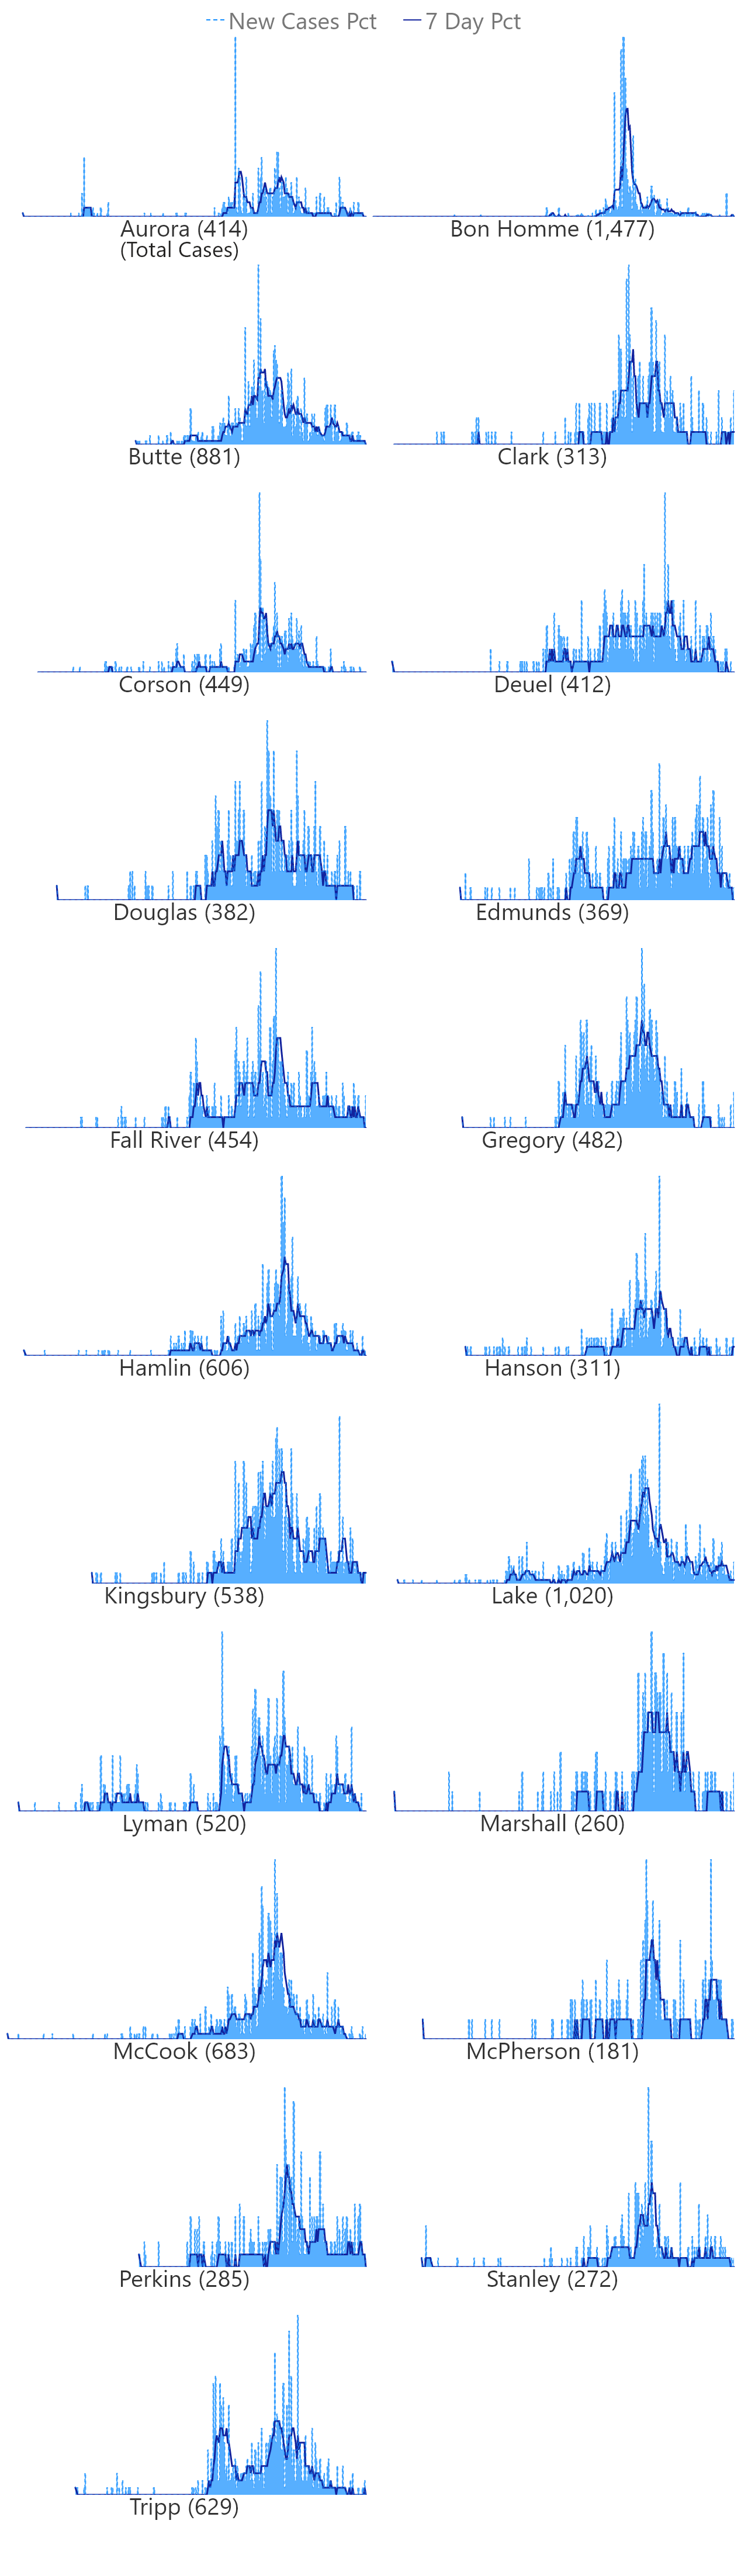 New Cases Pct 7 Day Pct
Aurora (414) Bon Homme (1,477)
(Total Cases)
Butte (881) Clark (313)
Corson (449) Deuel (412)
Douglas (382) Edmunds (369)
Fall River (454) Gregory (482)
Hamlin (606) Hanson (311)
Kingsbury (538) Lake (1,020)
Lyman (520) Marshall (260)
McCook (683) McPherson (181)
Perkins (285) Stanley (272)
Tripp (629)